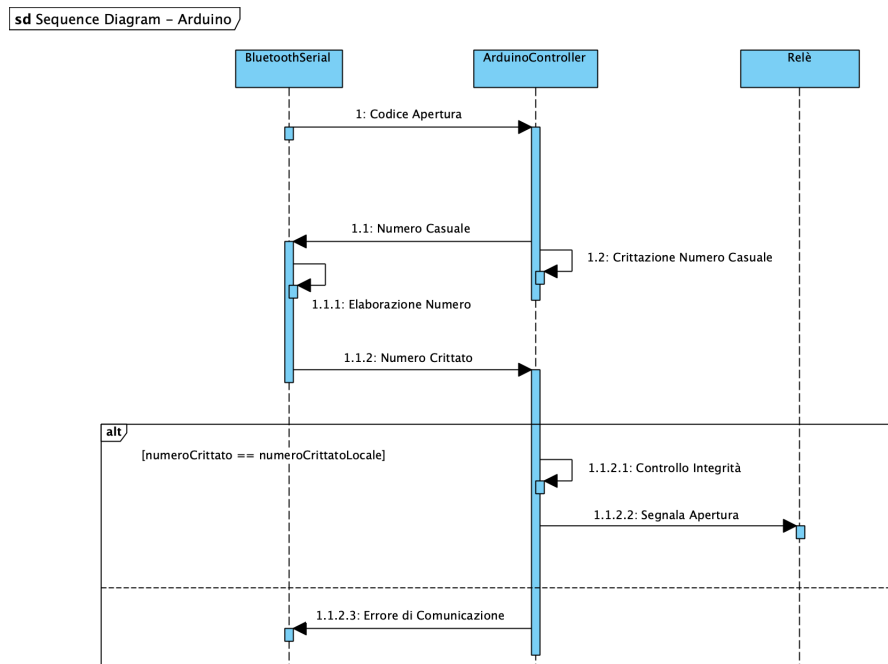 sd Sequence Diagram - Arduino
BluetoothSerial
ArduinoController
Relè
1: Codice Apertura
1.1: Numero Casuale
1.2: Crittazione Numero Casuale
1.1.1: Elaborazione Numero
1.1.2: Numero Crittato
alt
[numeroCrittato == numeroCrittatoLocale]
1.1.2.1: Controllo Integrità
1.1.2.2: Segnala Apertura
1.1.2.3: Errore di Comunicazione